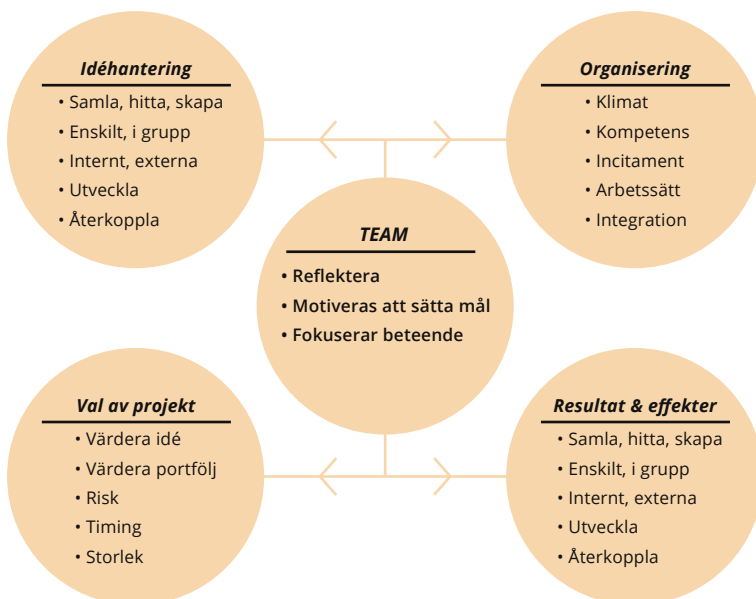 Idéhantering
• Samla, hitta, skapa
• Enskilt, i grupp
• Internt, externa
• Utveckla
• Återkoppla
Organisering
• Klimat
• Kompetens
• Incitament
• Arbetssätt
• Integration
TEAM
• Reflektera
• Motiveras att sätta mål
• Fokuserar beteende
Val av projekt
• Värdera idé
• Värdera portfölj
• Risk
• Timing
• Storlek
Resultat & effekter
• Samla, hitta, skapa
• Enskilt, i grupp
• Internt, externa
• Utveckla
• Återkoppla